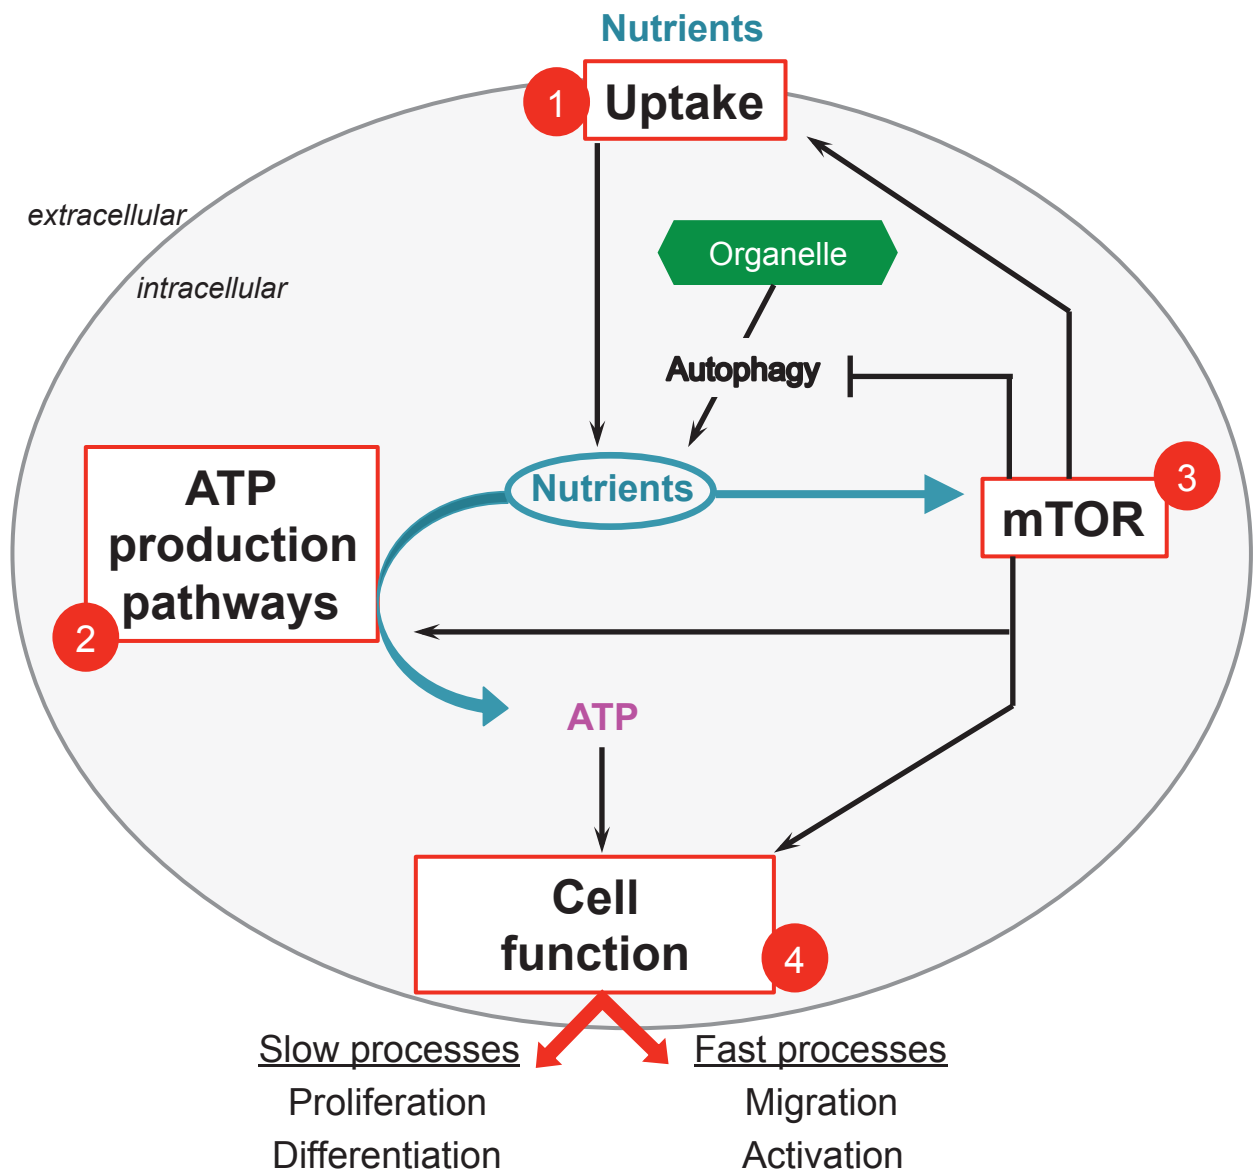 Nutrients
1
Uptake
extracellular
intracellular
Organelle
Autophagy
Nutrients
ATP
production
pathways
2
mTOR
3
ATP
Cell
function
4
Slow processes
Proliferation
Differentiation
Fast processes
Migration
Activation